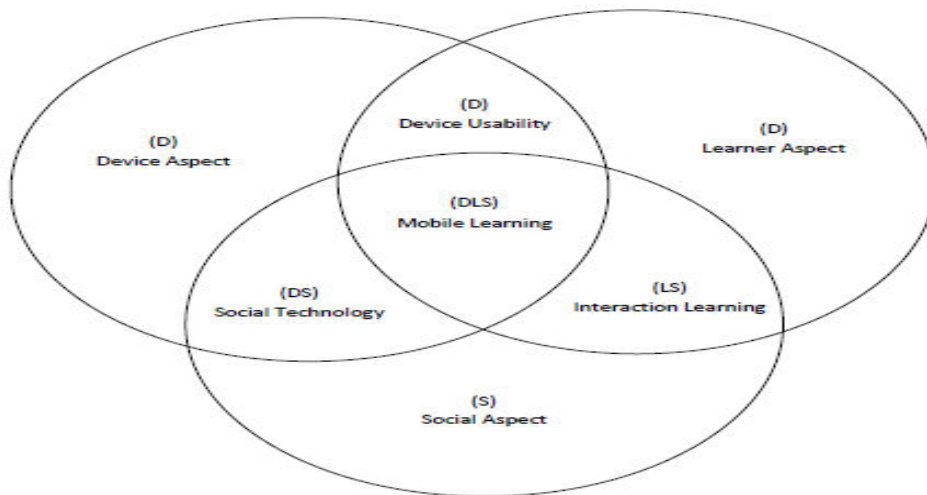 (D)
Device Usability
(D)
Device Aspect
(D)
Learner Aspect
(DLS)
Mobile Learning
(DS)
Social Technology
(LS)
Interaction Learning
(S)
Social Aspect